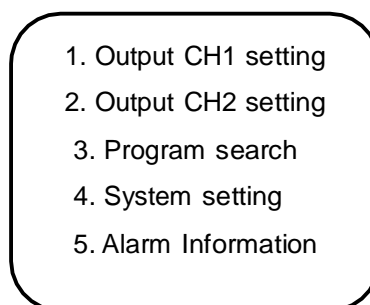 1. Output CH1 setting
2. Output CH2 setting
3. Program search
4. System setting
5. Alarm Information